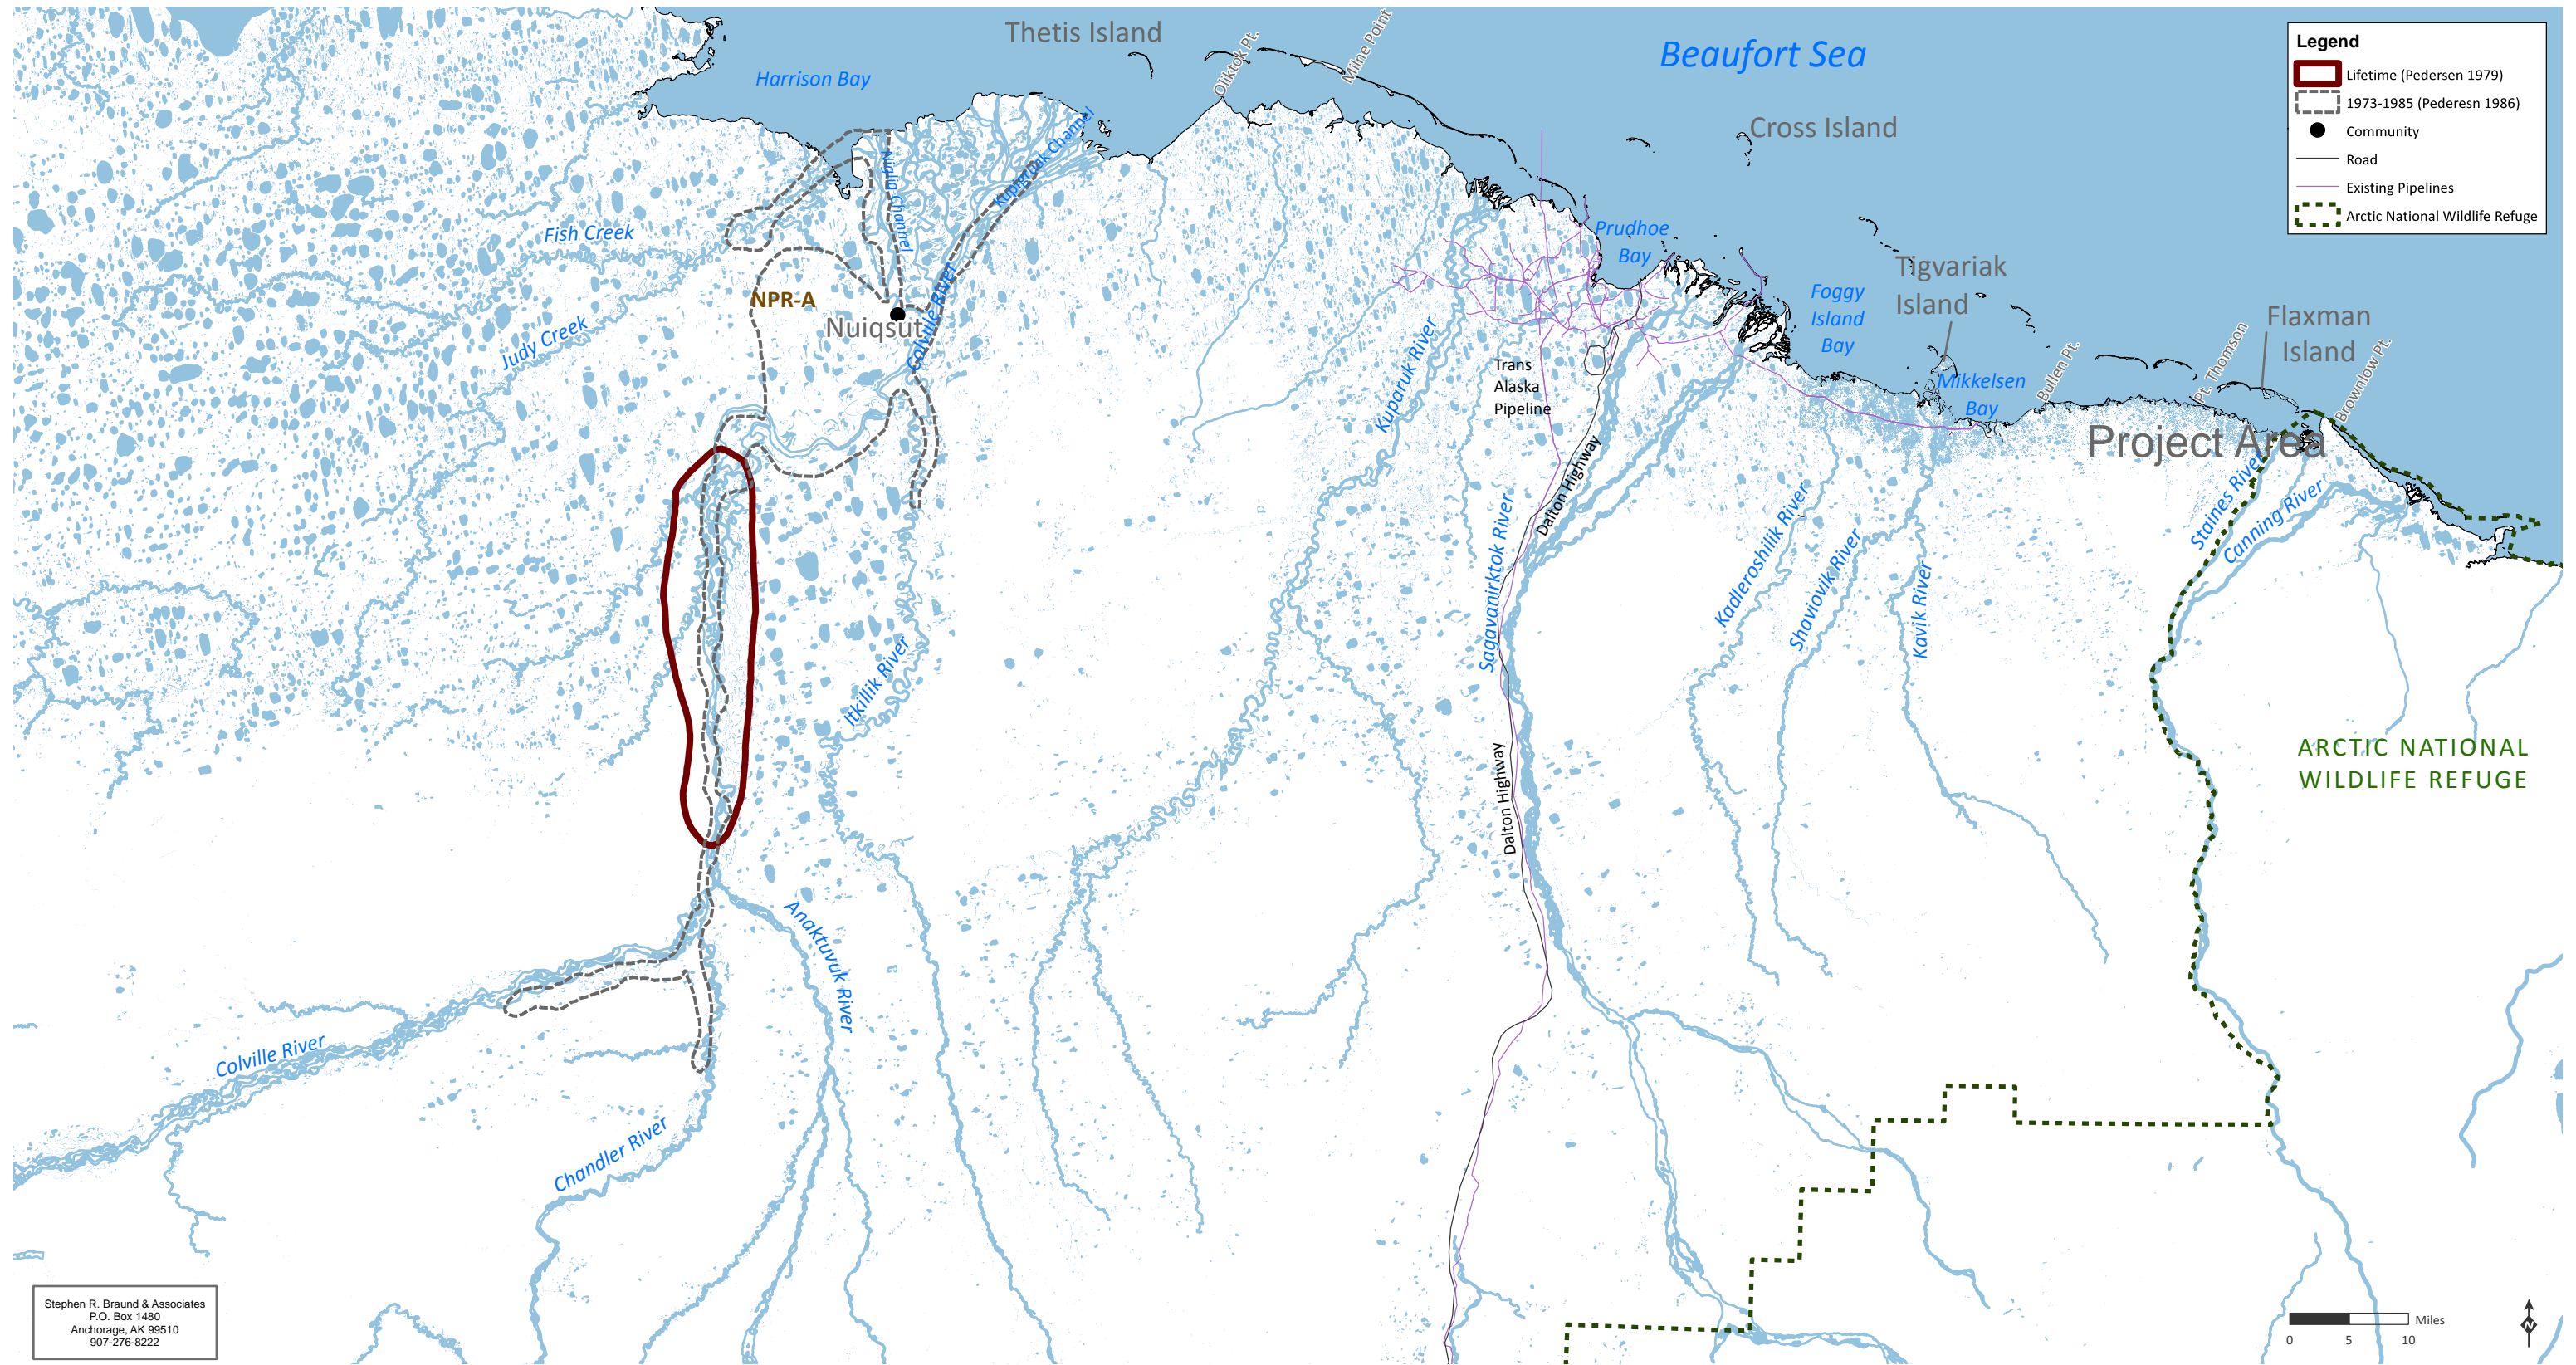 Thetis Island
Beaufort Sea
Harrison Bay
Oliktok Pt.
Milne Point
Cross Island
Legend
Lifetime (Pedersen 1979)
1973-1985 (Pederesn 1986)
Community
Road
Existing Pipelines
Arctic National Wildlife Refuge
Nigliq Channel
Kupigruak Channel
Fish Creek
Prudhoe
Bay
Tigvariak
Island
Foggy
Island
Bay
Flaxman
Island
NPR-A
Nuiqsut
Colville River
Judy Creek
Kuparuk River
Trans
Alaska
Pipeline
Mikkelsen
Bay
Bullen Pt.
Pt. Thomson
Brownlow Pt.
Project Area
Dalton Highway
Sagavanirktok River
Kadleroshilik River
Shaviovik River
Kavik River
Staines River
Canning River
Itkillik River
Dalton Highway
ARCTIC NATIONAL
WILDLIFE REFUGE
Anaktuvuk River
Colville River
Chandler River
Stephen R. Braund & Associates
P.O. Box 1480
Anchorage, AK 99510
907-276-8222
Miles
0 5 10
N